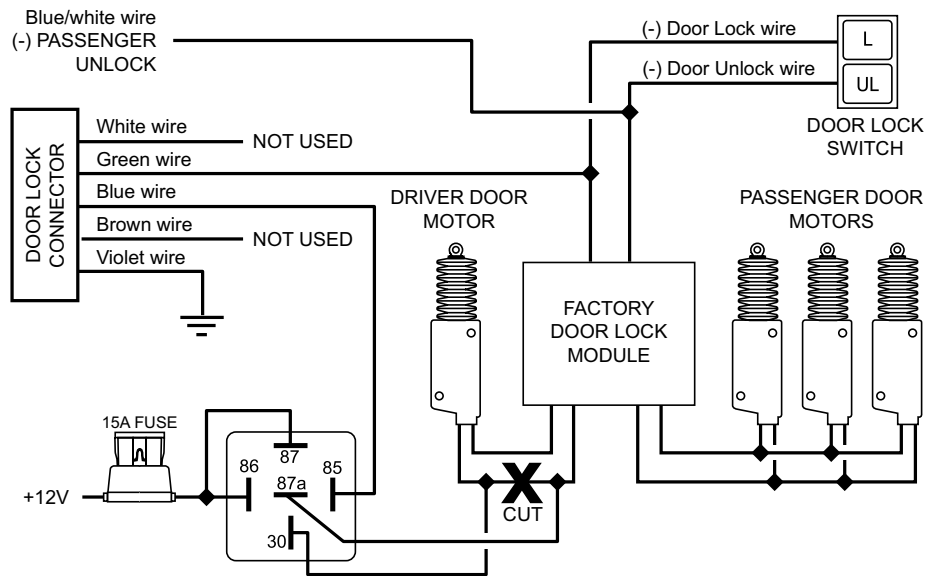 Blue/white wire
(-) PASSENGER
UNLOCK
(-) Door Lock wire
L
(-) Door Unlock wire
UL
DOOR LOCK
SWITCH
DOOR LOCK
CONNECTOR
White wire
NOT USED
Green wire
Blue wire
Brown wire
NOT USED
Violet wire
DRIVER DOOR
MOTOR
PASSENGER DOOR
MOTORS
FACTORY
DOOR LOCK
MODULE
15A FUSE
+12V
86
87
85
87a
30
X
CUT